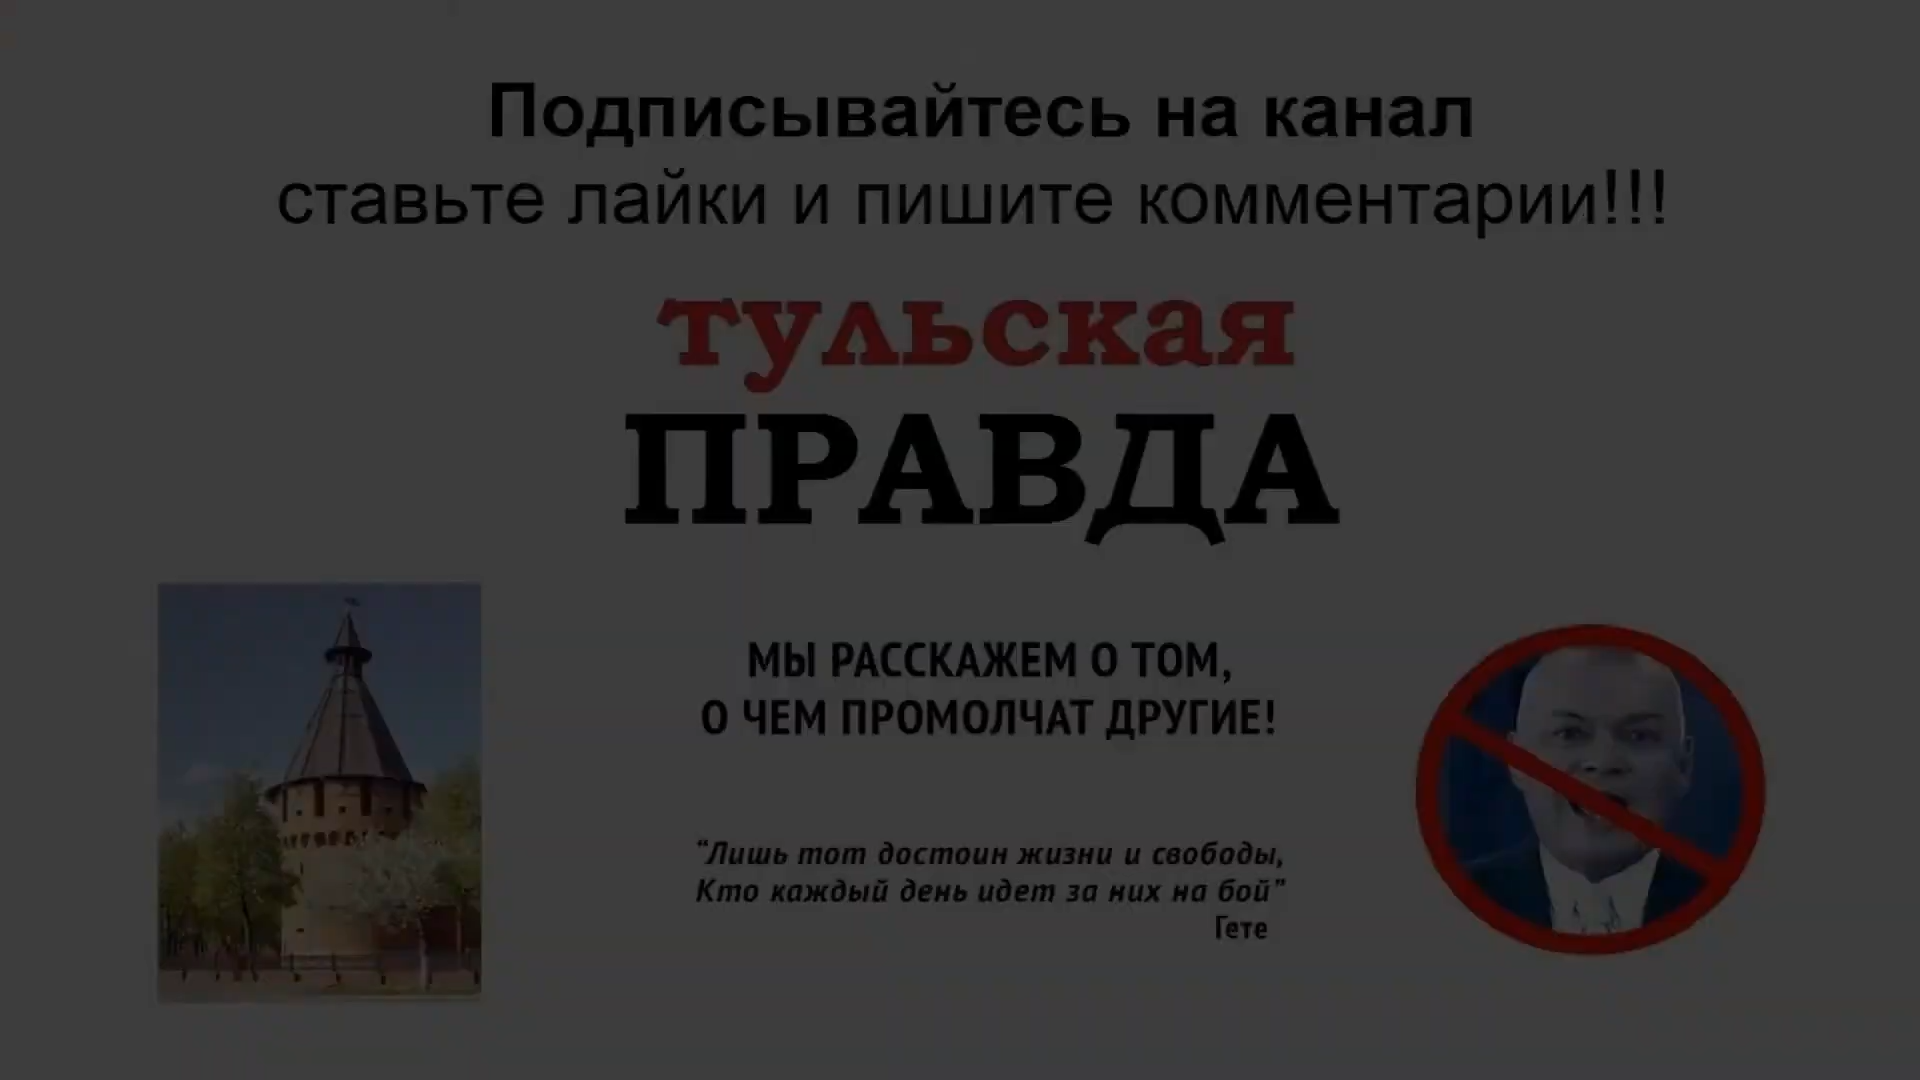 Подписывайтесь на канал
ставьте лайки и пишите комментарии!!!
тульская
ПРАВДА
МЫ РАССКАЖЕМ О ТОМ,
О ЧЕМ ПРОМОЛЧАТ ДРУГИЕ!
“Лишь тот достоин жизни и свободы,
Кто каждый день идет за них на бой”
Гете